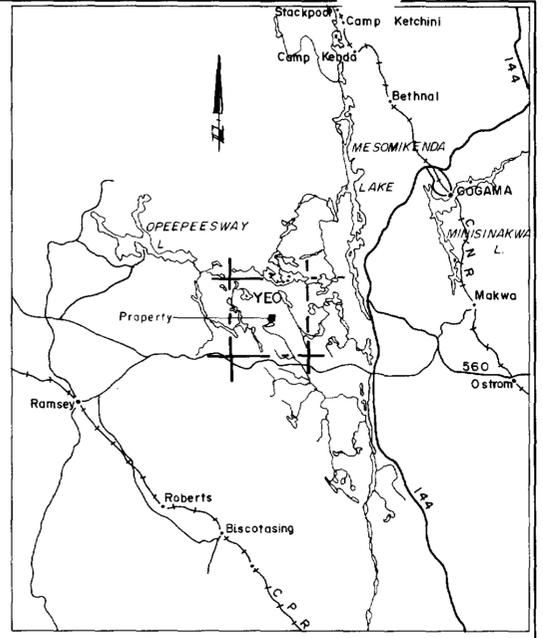 Stackpool
Camp Ketchini
Camp Kenda
144
Bethnal
MESOMIKENDA
LAKE
GOGAMA
OPEEPEESWAY
L.
MINISINAKWA
L.
C N R
N
YEO
Makwa
Property
560
Ostrom
Ramsey
144
Roberts
Biscotasing
C P R